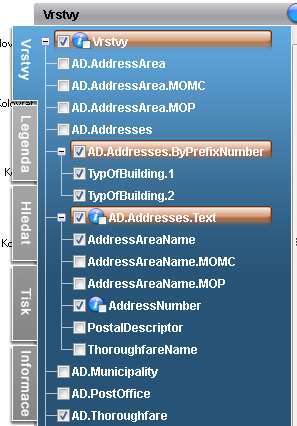 Vrstvy
Vrstvy
Legenda
Hledat
Tisk
Informace
Vrstvy
AD.AddressArea
AD.AddressArea.MOMC
AD.AddressArea.MOP
AD.Addresses
AD.Addresses.ByPrefixNumber
TypOfBuilding.1
TypOfBuilding.2
AD.Addresses.Text
AddressAreaName
AddressAreaName.MOMC
AddressAreaName.MOP
AddressNumber
PostalDescriptor
ThoroughfareName
AD.Municipality
AD.PostOffice
AD.Thoroughfare